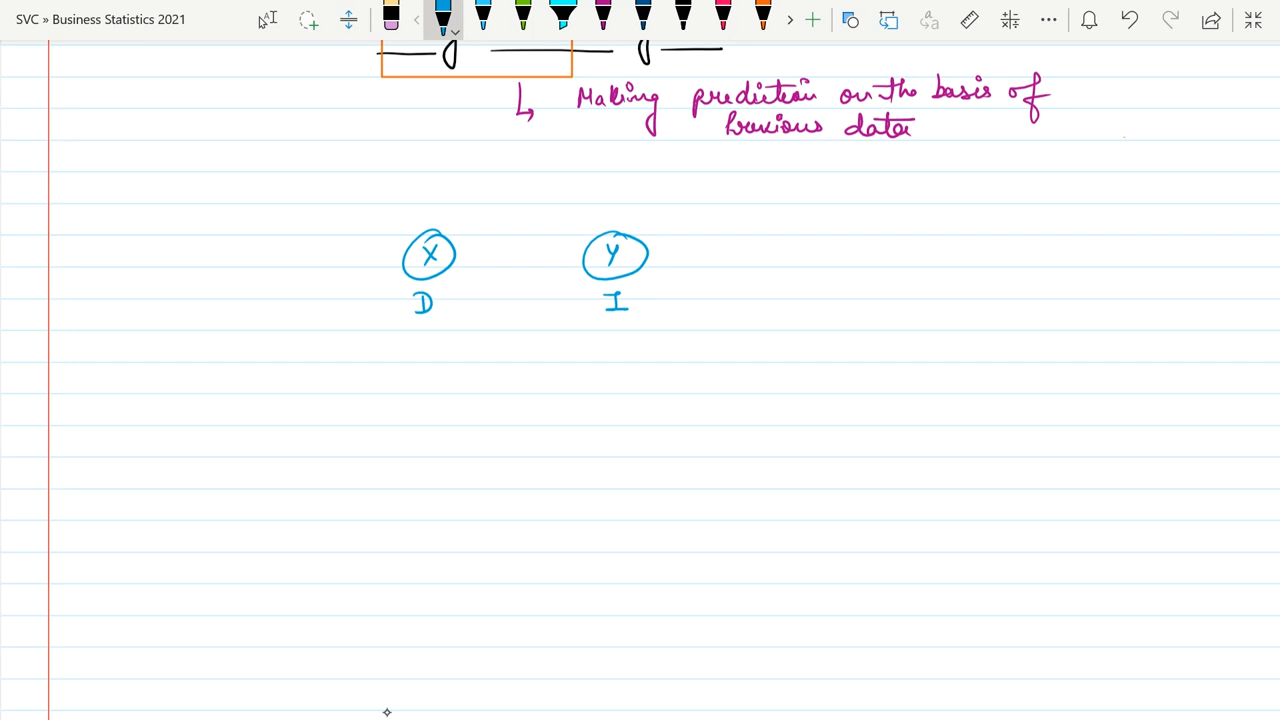 SVC » Business Statistics 2021
Making prediction on the basis of
previous data
X Y
D I